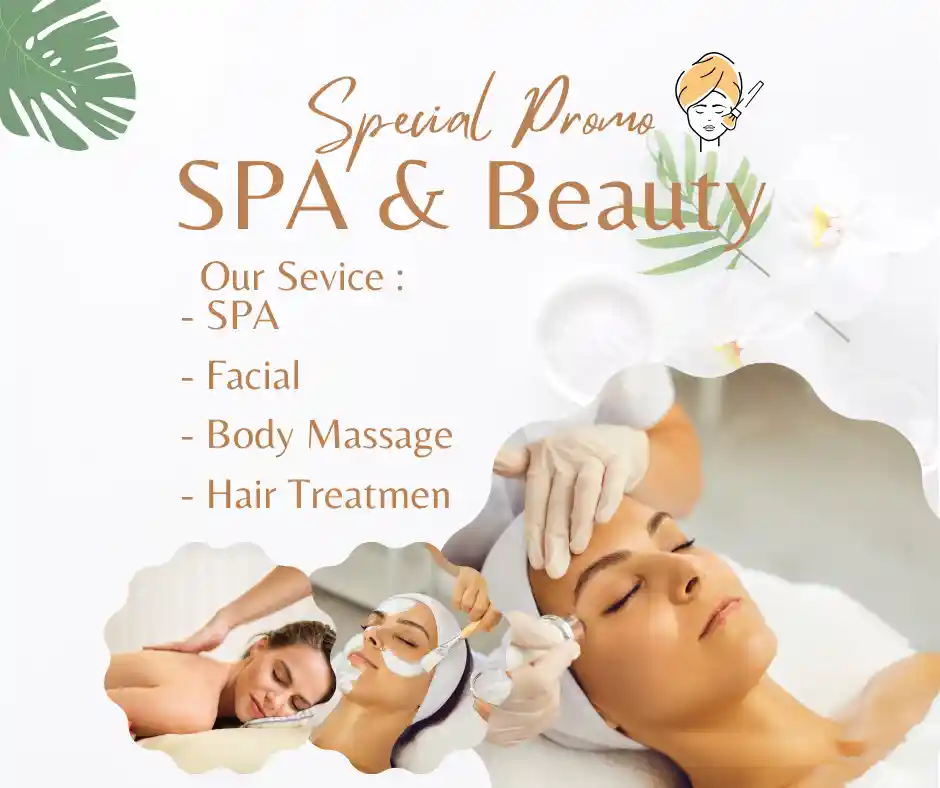 Special Promo
SPA & Beauty
Our Sevice :
- SPA
- Facial
- Body Massage
- Hair Treatmen